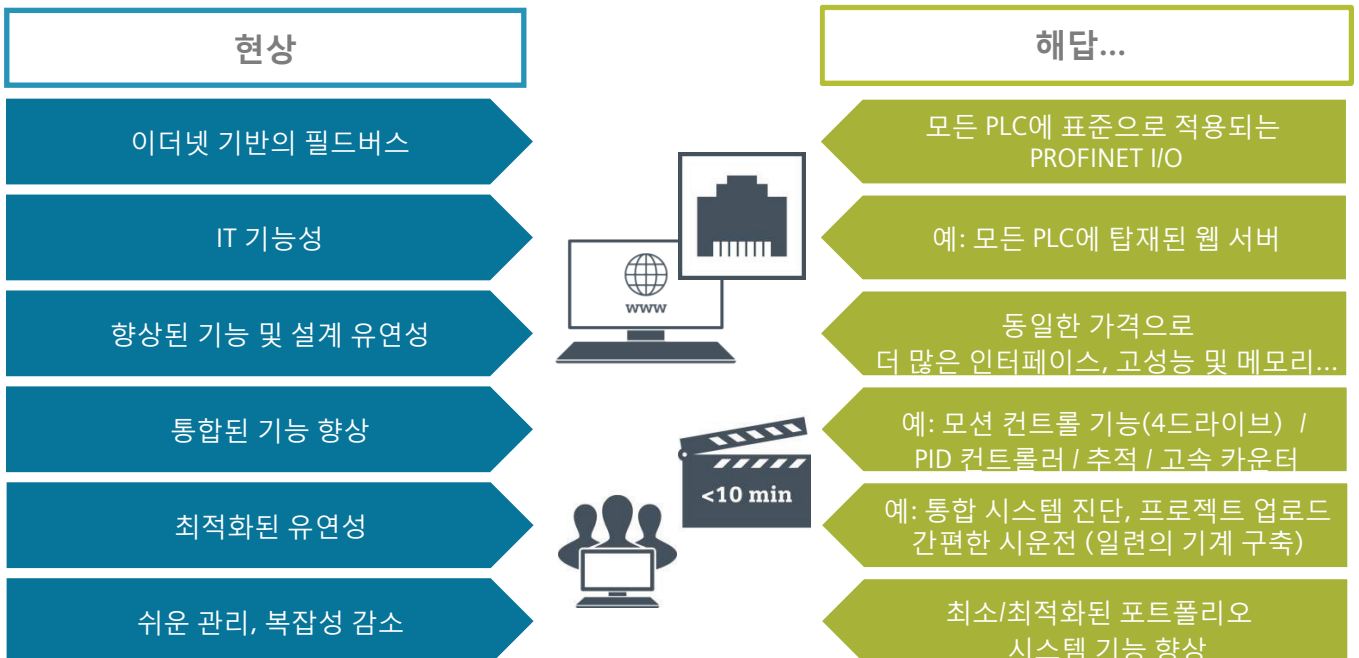 현상
해답...
이더넷 기반의 필드버스
모든 PLC에 표준으로 적용되는
PROFINET I/O
IT 기능성
예: 모든 PLC에 탑재된 웹 서버
www
향상된 기능 및 설계 유연성
동일한 가격으로
더 많은 인터페이스, 고성능 및 메모리...
통합된 기능 향상
예: 모션 컨트롤 기능(4드라이브) /
PID 컨트롤러 / 추적 / 고속 카운터
<10 min
최적화된 유연성
예: 통합 시스템 진단, 프로젝트 업로드
간편한 시운전 (일련의 기계 구축)
쉬운 관리, 복잡성 감소
최소/최적화된 포트폴리오
시스템 기능 향상